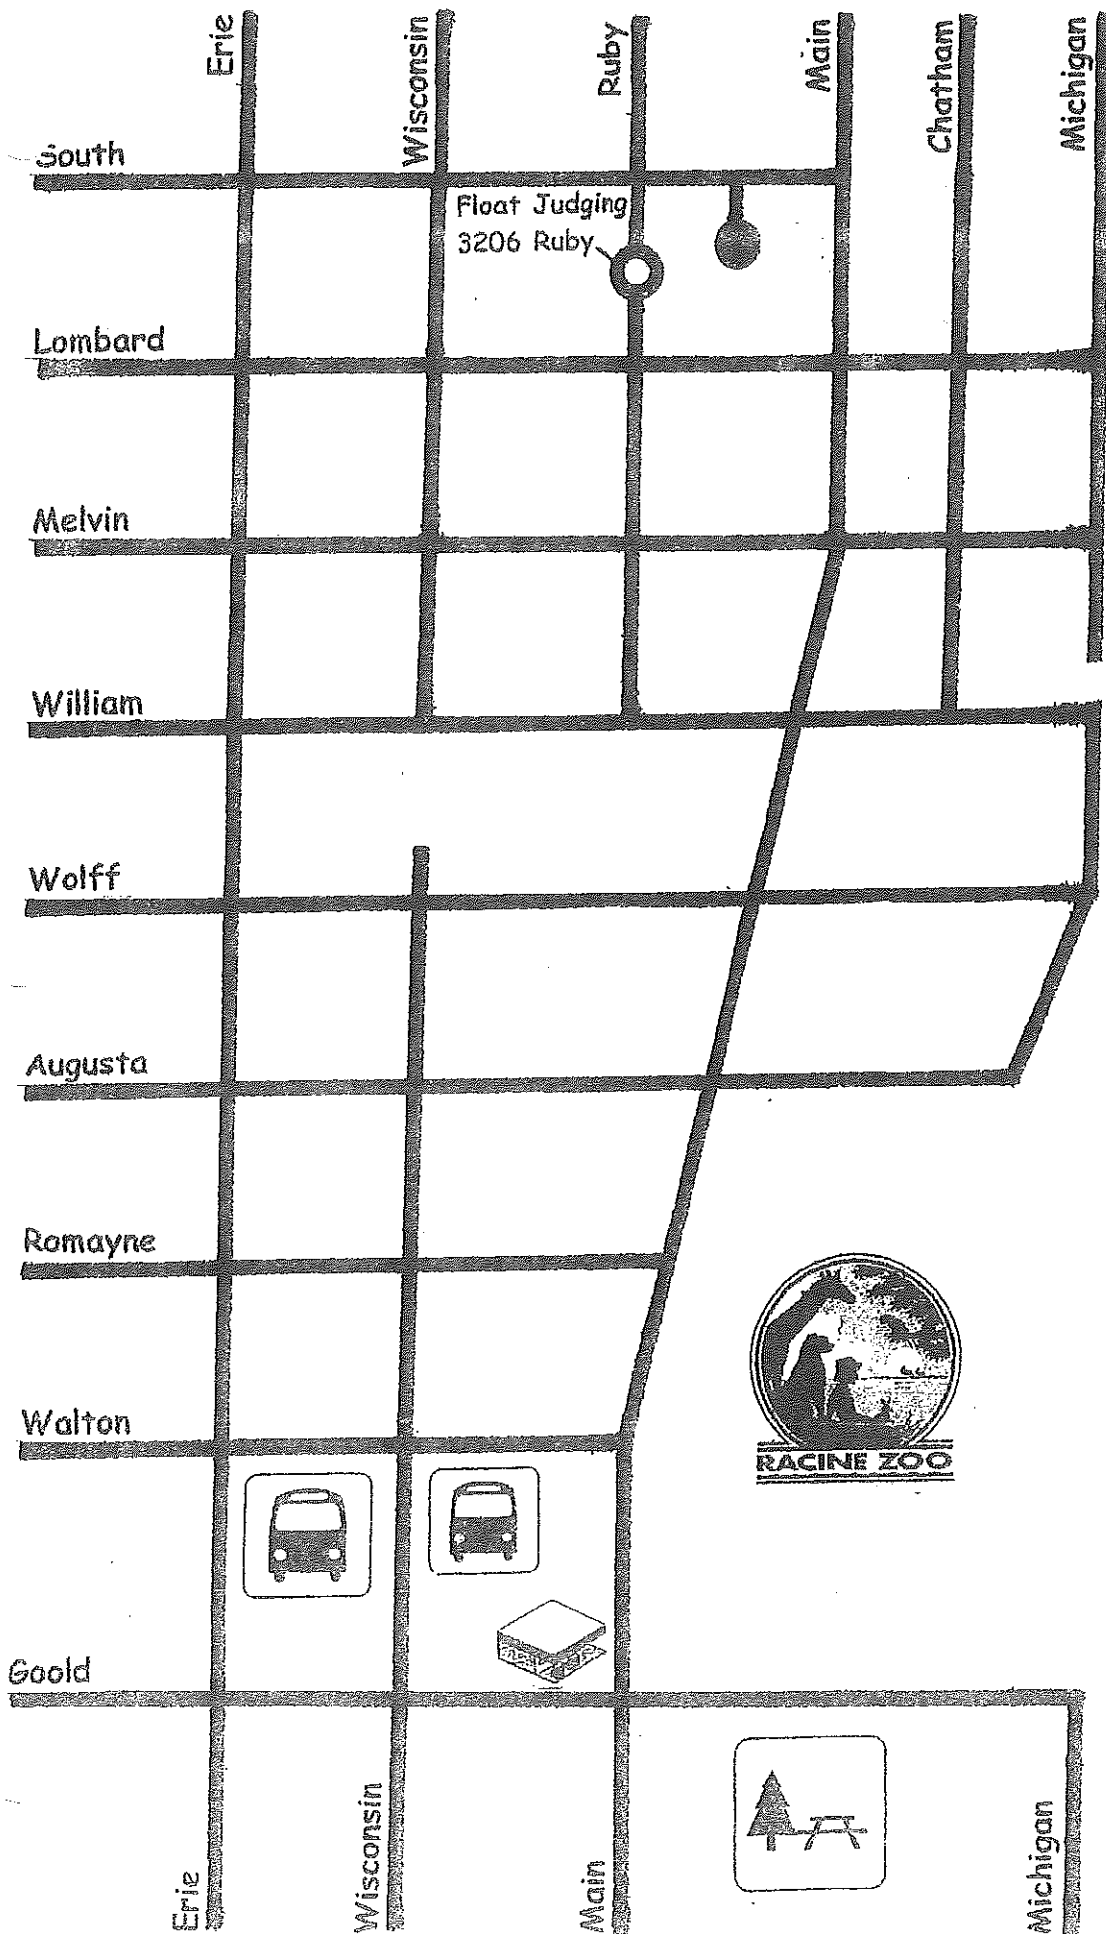 Erie
Wisconsin
Ruby
Main
Chatham
Michigan
South
Float Judging
3206 Ruby
Lombard
Melvin
William
Wolff
Augusta
Romayne
RACINE ZOO
Walton
Goold
Erie
Wisconsin
Main
Michigan